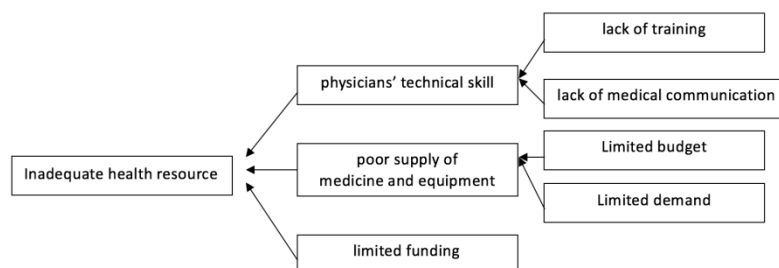 lack of training
physicians' technical skill
lack of medical communication
Inadequate health resource
poor supply of
medicine and equipment
Limited budget
Limited demand
limited funding